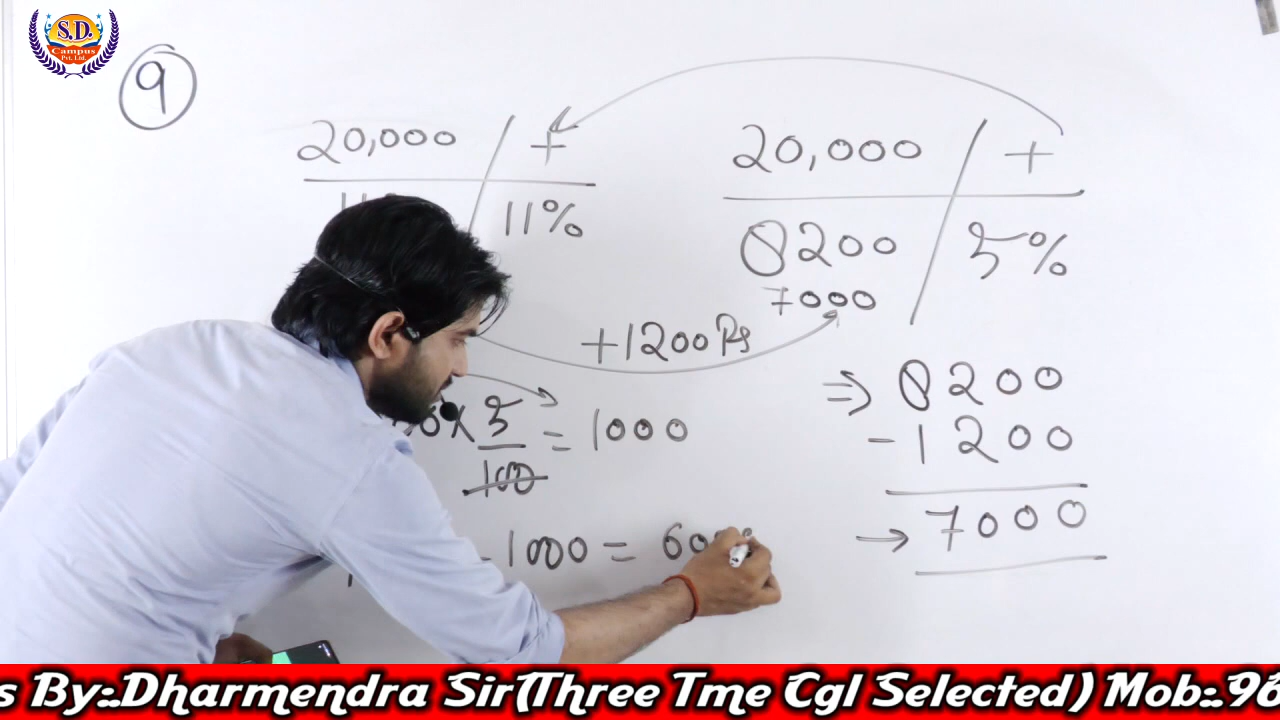 S.D.
Campus
Pvt. Ltd.
9
20,000 / +
11%
20,000 / +
8200 / 5%
7000
+1200 Rs
× 5/100 = 1000
- 1000 = 60
⇒ 8200
- 1200
→ 7000
s By:-Dharmendra Sir(Three Tme Cgl Selected) Mob:-96